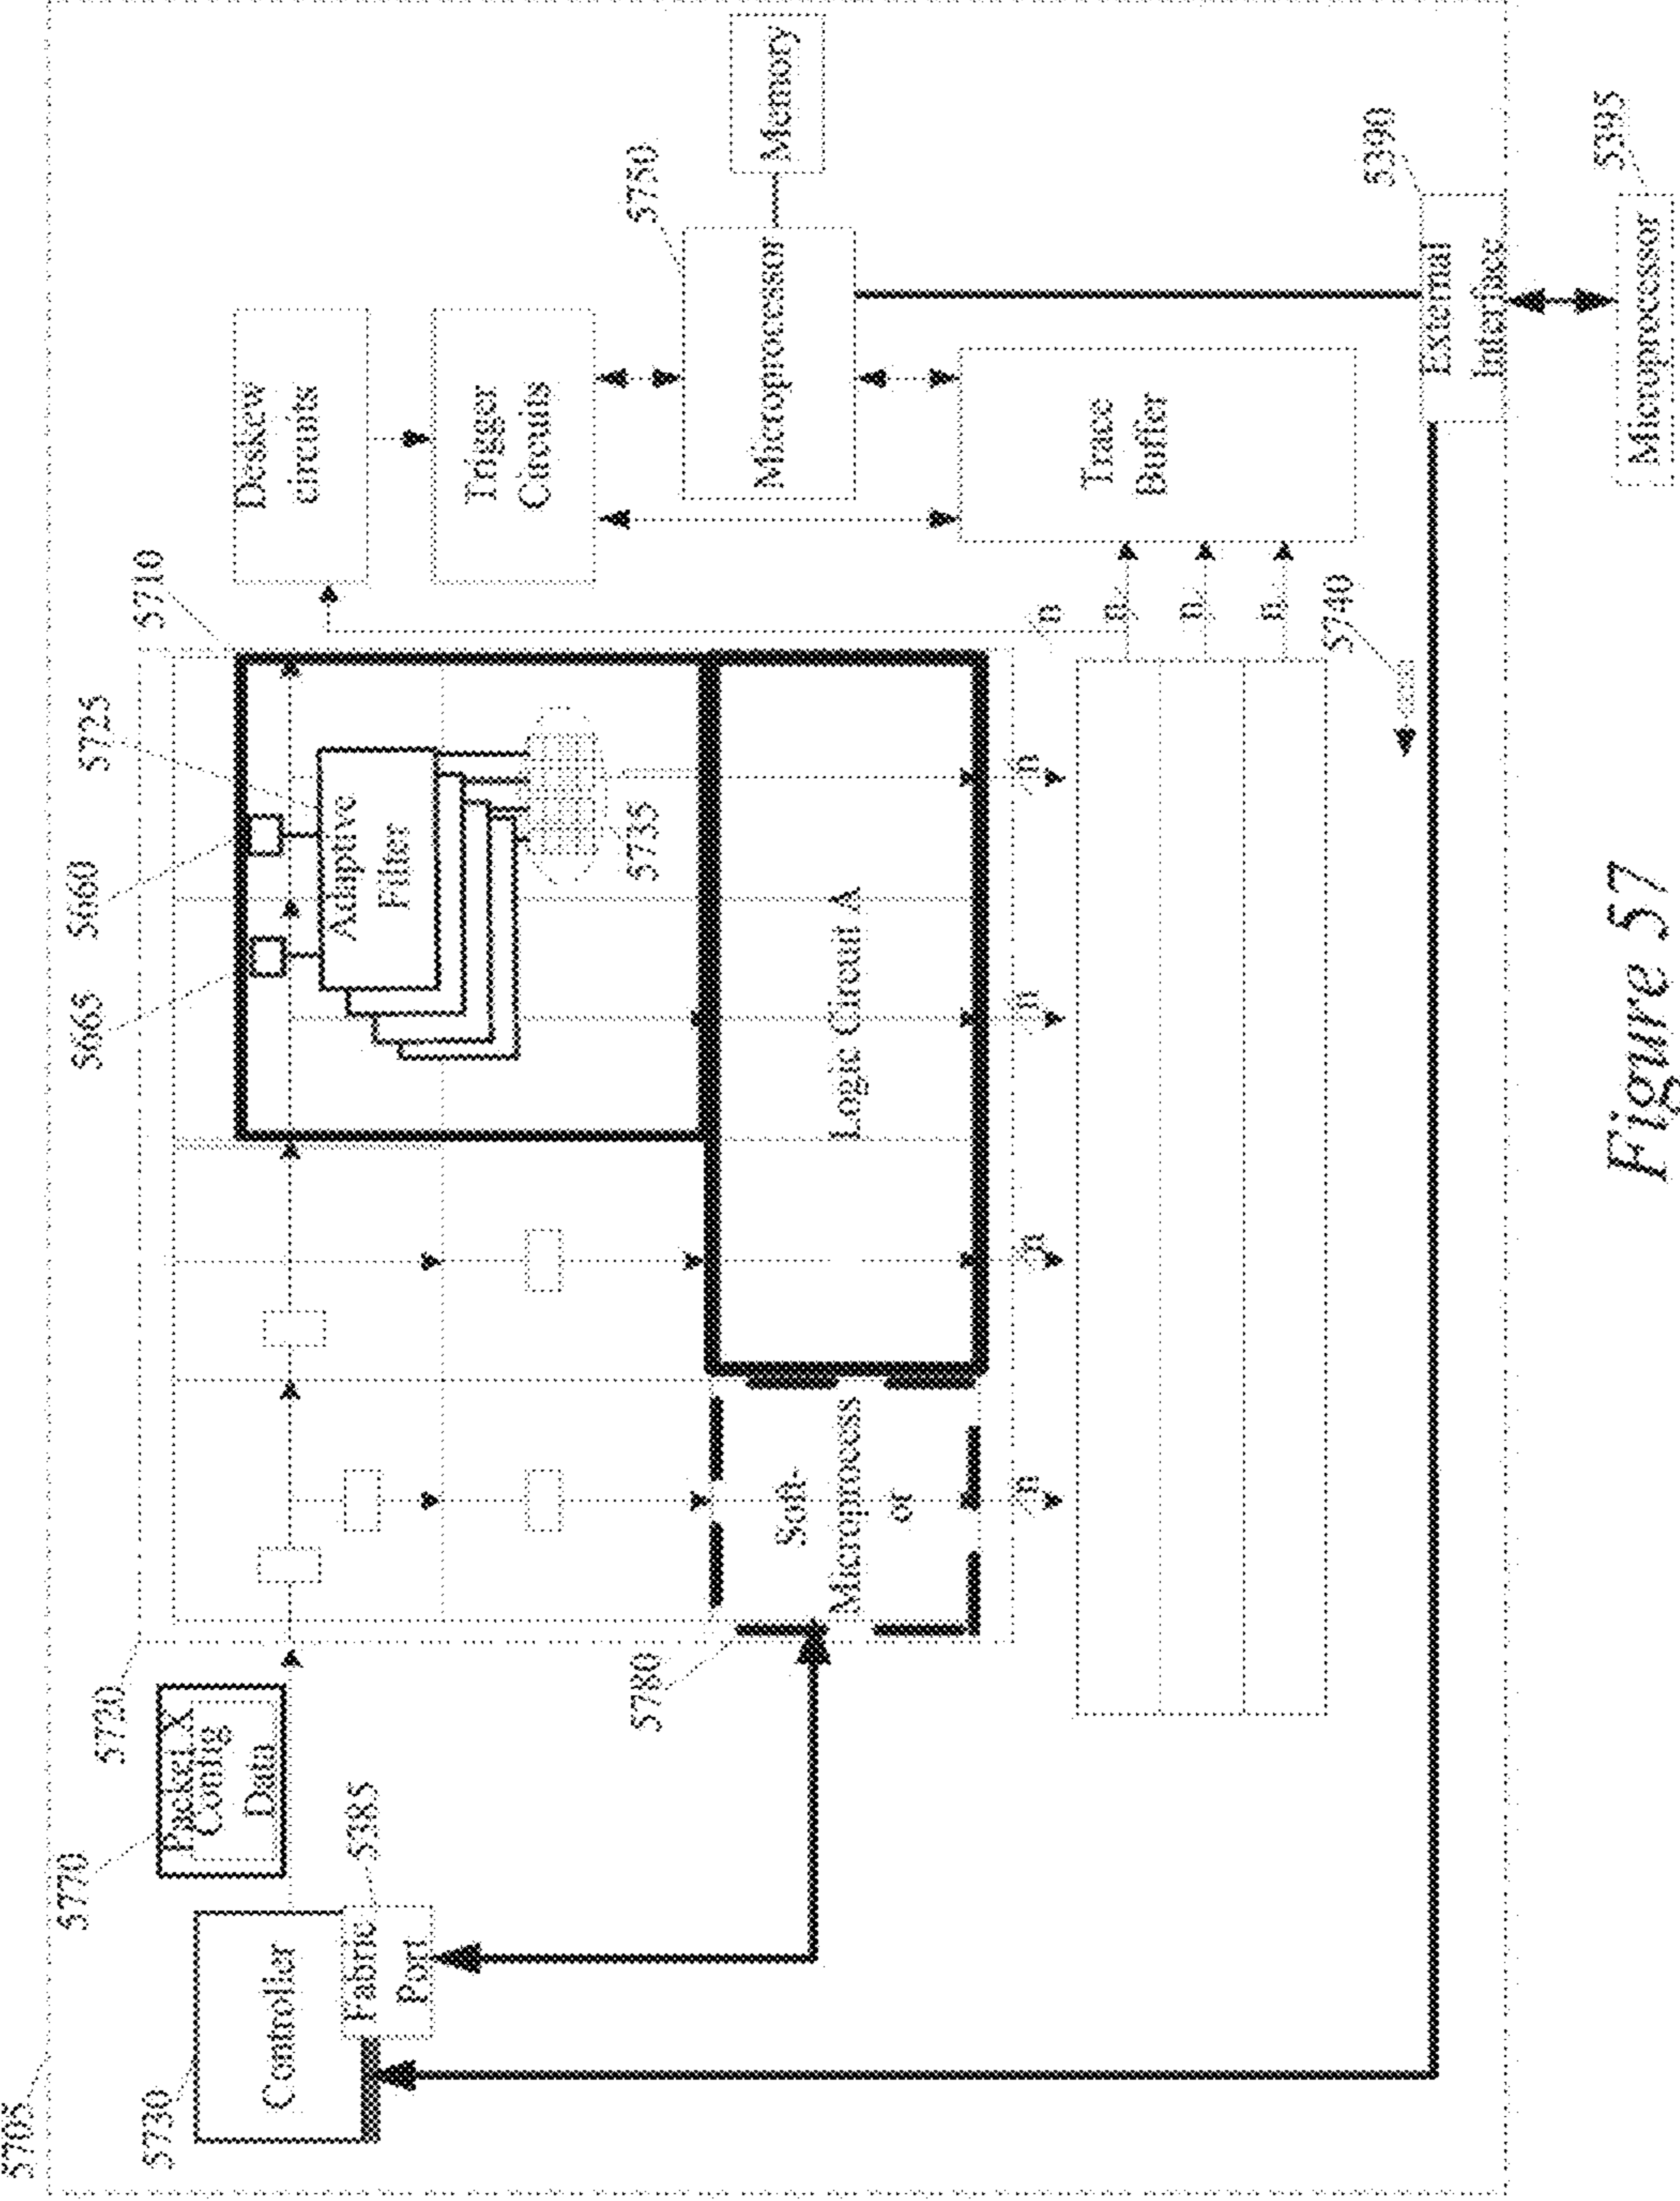 5705
5730
Controller
Fabric
Port
5385
5770
Packet X
Config
Data
5720
5780
Soft-
Microprocess
or
Logic Circuit A
5665
5660
5725
Adaptive
Filter
5735
5710
Deskew
circuits
Trigger
Circuits
5750
Microprocessor
Memory
Trace
Buffer
n
n
n
n
n
n
n
n
5740
5390
External
Interface
5395
Microprocessor
Figure 57